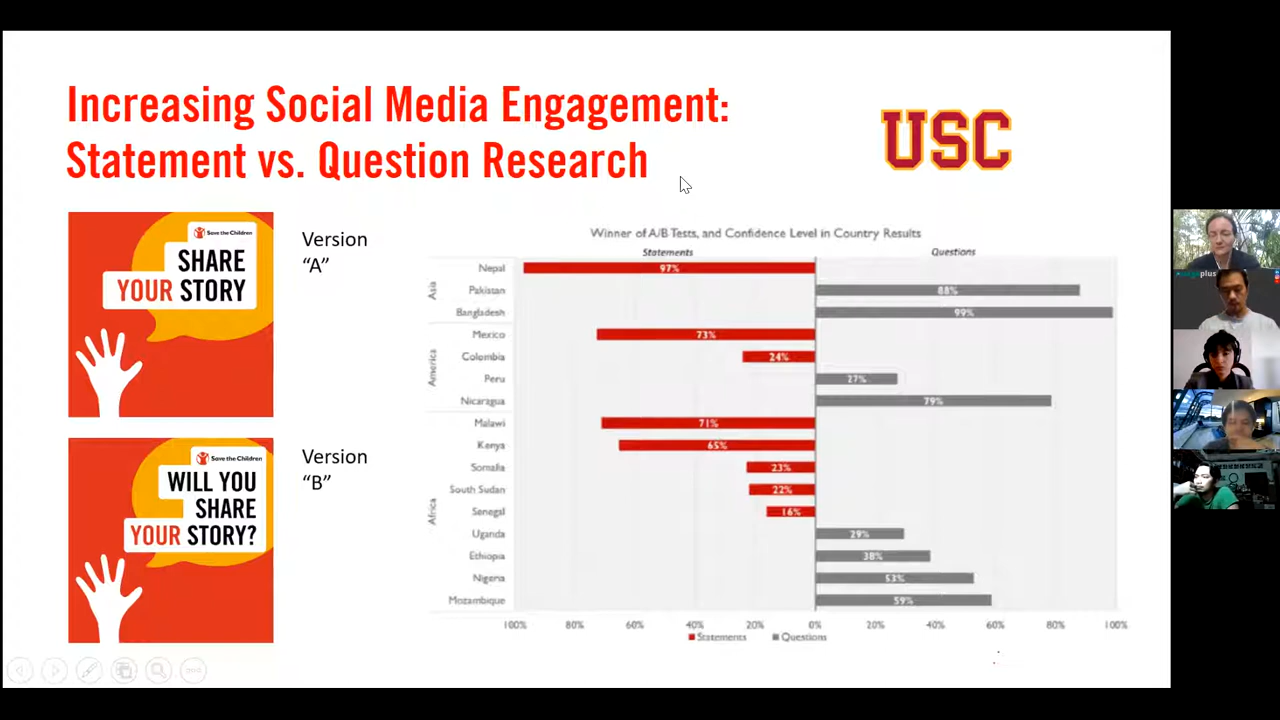 Increasing Social Media Engagement:
Statement vs. Question Research
USC
Save the Children
SHARE
YOUR STORY
Version
“A”
Save the Children
WILL YOU
SHARE
YOUR STORY?
Version
“B”
Winner of A/B Tests, and Confidence Level in Country Results
Statements
Questions
Asia
Nepal 97%
Pakistan 88%
Bangladesh 99%
America
Mexico 73%
Colombia 24%
Peru 27%
Nicaragua 79%
Africa
Malawi 71%
Kenya 65%
Somalia 23%
South Sudan 22%
Senegal 16%
Uganda 29%
Ethiopia 38%
Nigeria 53%
Mozambique 59%
100% 80% 60% 40% 20% 0% 20% 40% 60% 80% 100%
Statements Questions